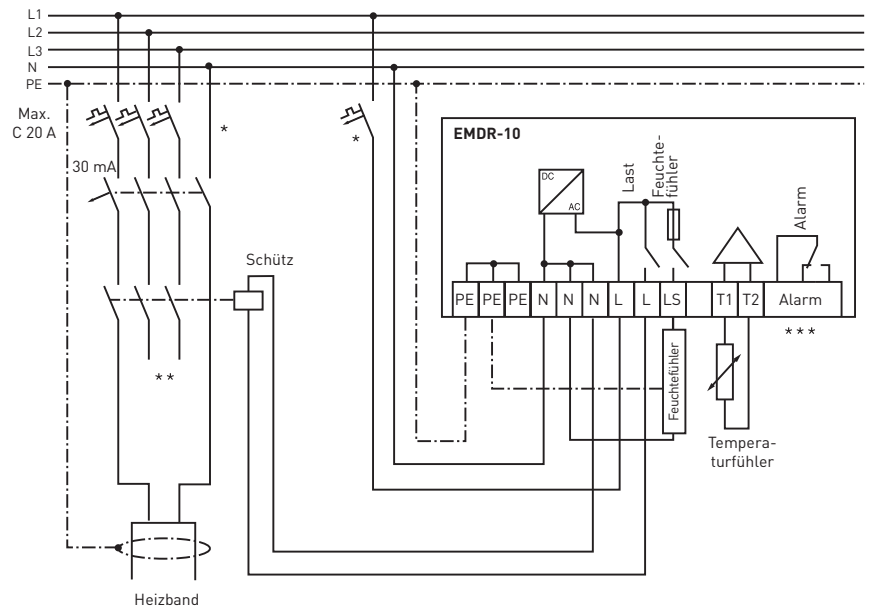 L1
L2
L3
N
PE
Max.
C 20 A
*
*
EMDR-10
30 mA
DC
AC
Last
Feuchte-
fühler
Alarm
Schütz
PE PE PE N N N L L LS T1 T2 Alarm
* *
* * *
Feuchtefühler
Tempera-
turfühler
Heizband